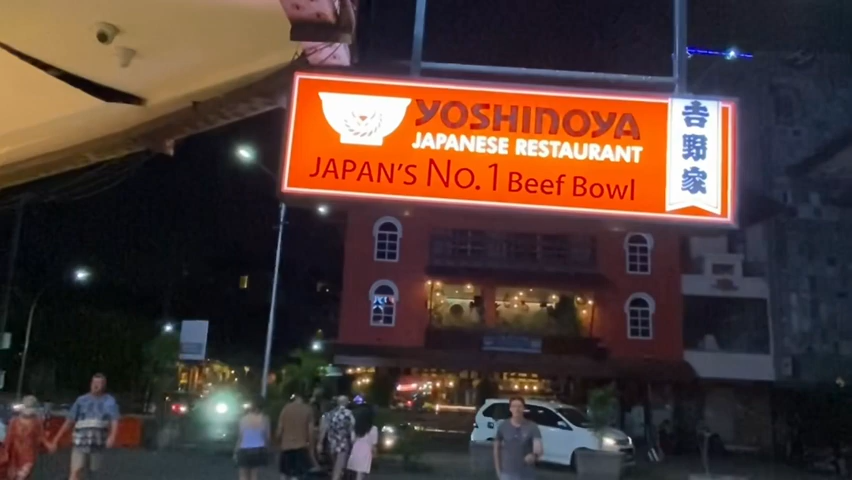 YOSHINOYA
JAPANESE RESTAURANT
JAPAN'S No.1 Beef Bowl
吉野家